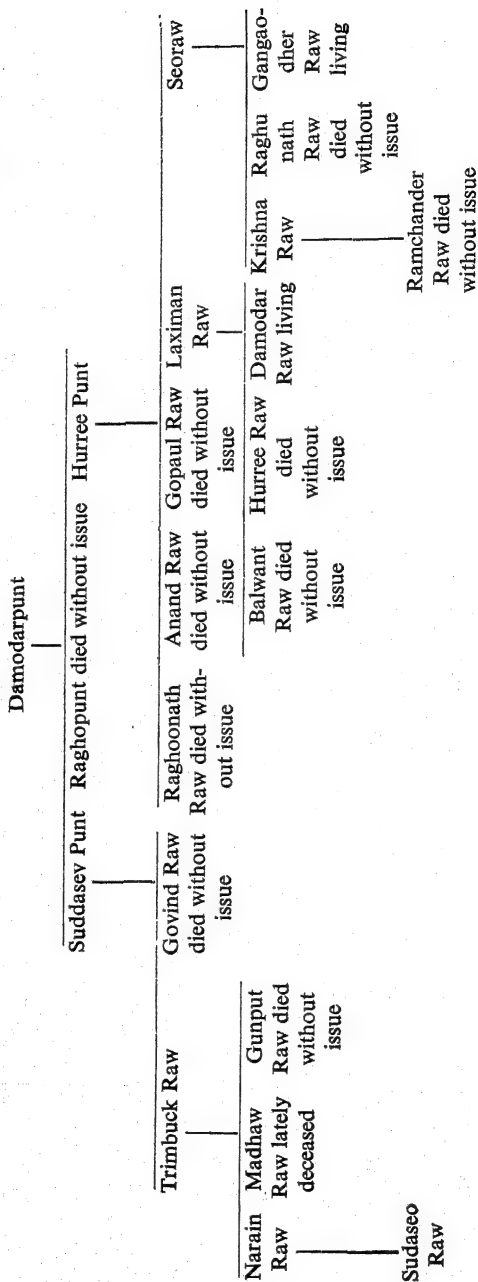 Damodarpunt
Suddasev Punt Raghopunt died without issue Hurree Punt
Trimbuck Raw
Govind Raw
died without
issue
Raghoonath
Raw died with-
out issue
Anand Raw
died without
issue
Gopaul Raw
died without
issue
Laximan
Raw
Seoraw
Narain
Raw
Madhaw
Raw lately
deceased
Gunput
Raw died
without
issue
Balwant
Raw died
without
issue
Hurree Raw
died
without
issue
Damodar
Raw living
Krishna
Raw
Raghu
nath
Raw
died
without
issue
Gangao-
dher
Raw
living
Sudaseo
Raw
Ramchander
Raw died
without issue